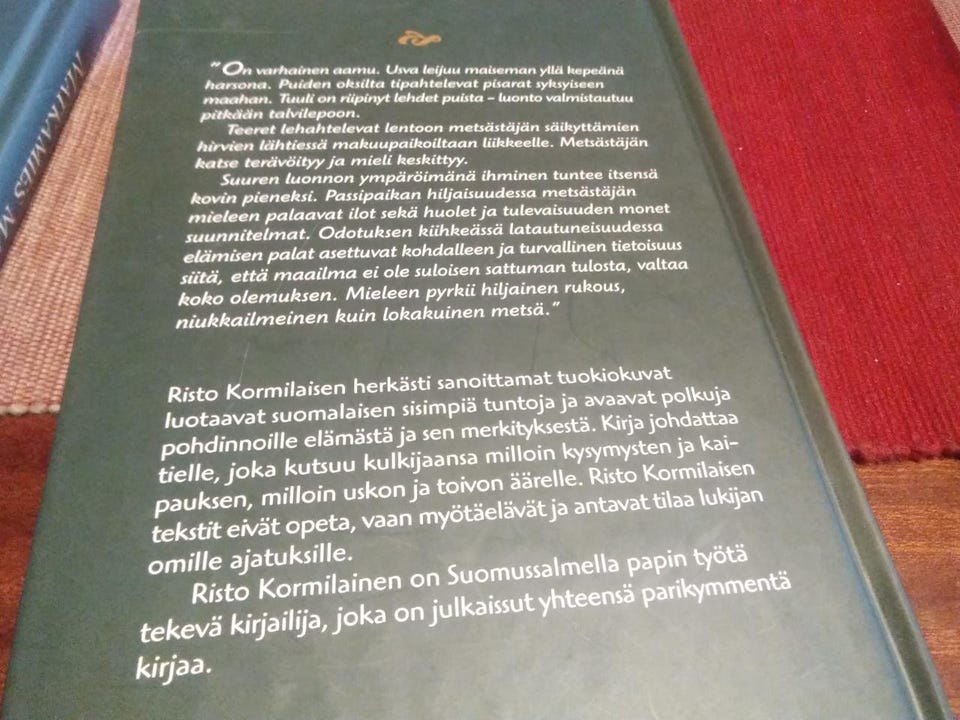 "On varhainen aamu. Usva leijuu maiseman yllä kepeänä
harsona. Puiden oksilta tipahtelevat pisarat syksyiseen
maahan. Tuuli on riipinyt lehdet puista – luonto valmistautuu
pitkään talvilepoon.
Teeret lehahtelevat lentoon metsästäjän säikyttämien
hirvien lähtiessä makuupaikoiltaan liikkeelle. Metsästäjän
katse terävöityy ja mieli keskittyy.
Suuren luonnon ympäröimänä ihminen tuntee itsensä
kovin pieneksi. Passipaikan hiljaisuudessa metsästäjän
mieleen palaavat ilot sekä huolet ja tulevaisuuden monet
suunnitelmat. Odotuksen kiihkeässä latautuneisuudessa
elämisen palat asettuvat kohdalleen ja turvallinen tietoisuus
siitä, että maailma ei ole suloisen sattuman tulosta, valtaa
koko olemuksen. Mieleen pyrkii hiljainen rukous,
niukkailmeinen kuin lokakuinen metsä."
Risto Kormilaisen herkästi sanoittamat tuokiokuvat
luotaavat suomalaisen sisimpiä tuntoja ja avaavat polkuja
pohdinnoille elämästä ja sen merkityksestä. Kirja johdattaa
tielle, joka kutsuu kulkijaansa milloin kysymysten ja kai-
pauksen, milloin uskon ja toivon äärelle. Risto Kormilaisen
tekstit eivät opeta, vaan myötäelävät ja antavat tilaa lukijan
omille ajatuksille.
Risto Kormilainen on Suomussalmella papin työtä
tekevä kirjailija, joka on julkaissut yhteensä parikymmentä
kirjaa.